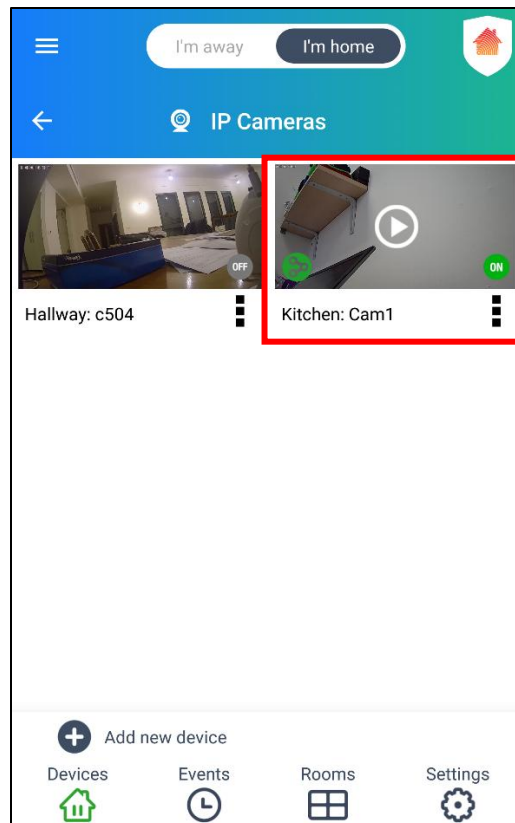 I'm away
I'm home
IP Cameras
OFF
ON
Hallway: c504
Kitchen: Cam1
Add new device
Devices
Events
Rooms
Settings